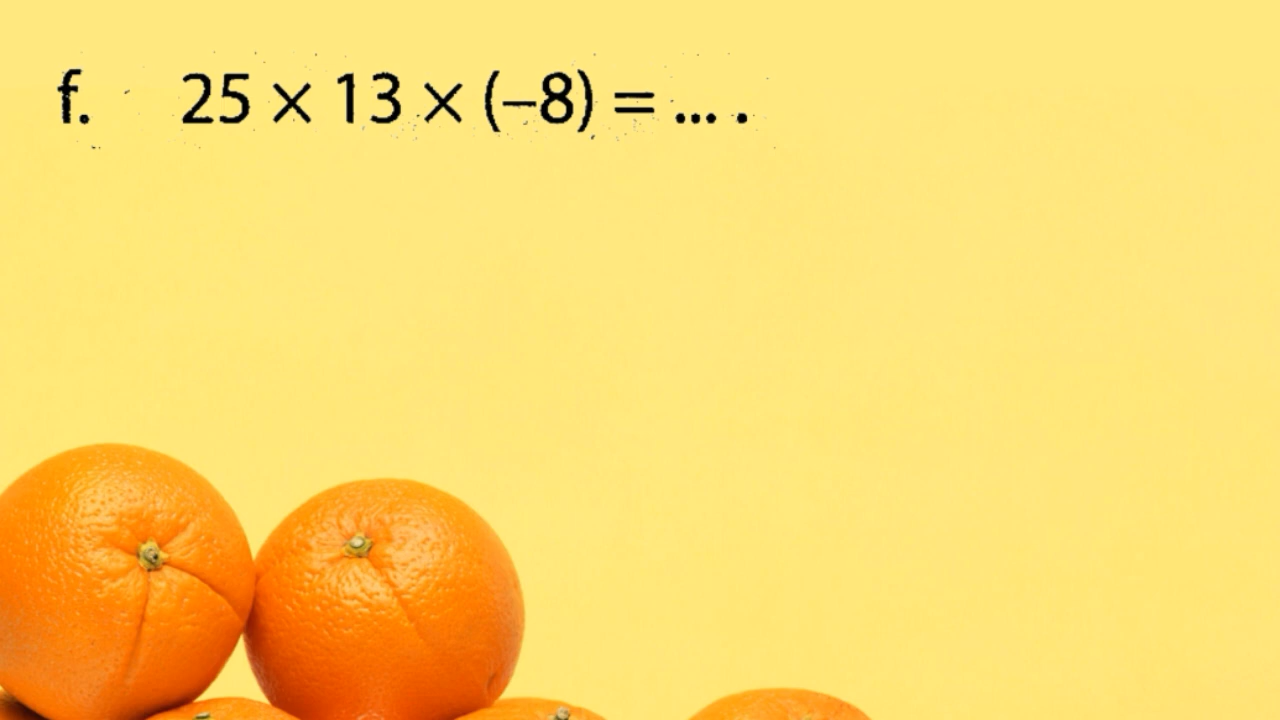 f. 25 × 13 × (–8) = ... .